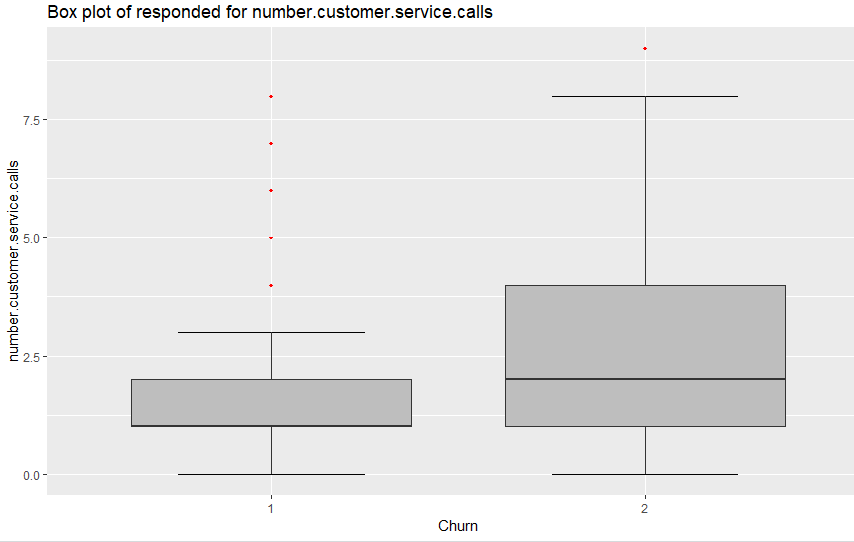 Box plot of responded for number.customer.service.calls
number.customer.service.calls
7.5
5.0
2.5
0.0
1
2
Churn